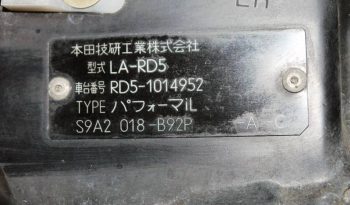 本田技研工業株式会社
型式 LA-RD5
車台番号 RD5-1014952
TYPE パフォーマiL
S9A2 018-B92P -A-C